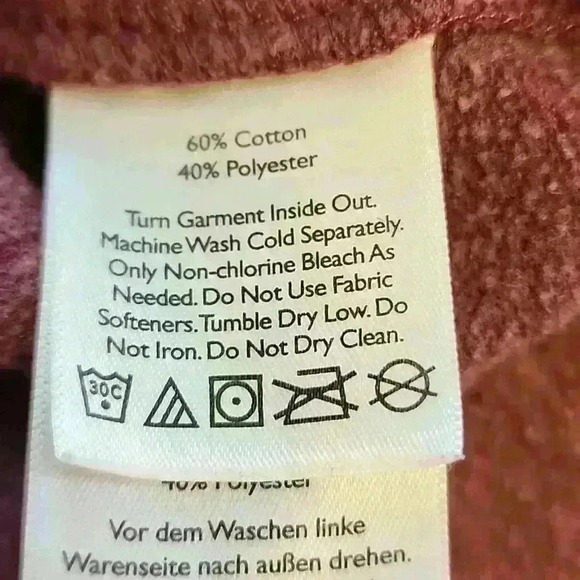 60% Cotton
40% Polyester
Turn Garment Inside Out.
Machine Wash Cold Separately.
Only Non-chlorine Bleach As
Needed. Do Not Use Fabric
Softeners. Tumble Dry Low. Do
Not Iron. Do Not Dry Clean.
30C
40% Polyester
Vor dem Waschen linke
Warenseite nach außen drehen.